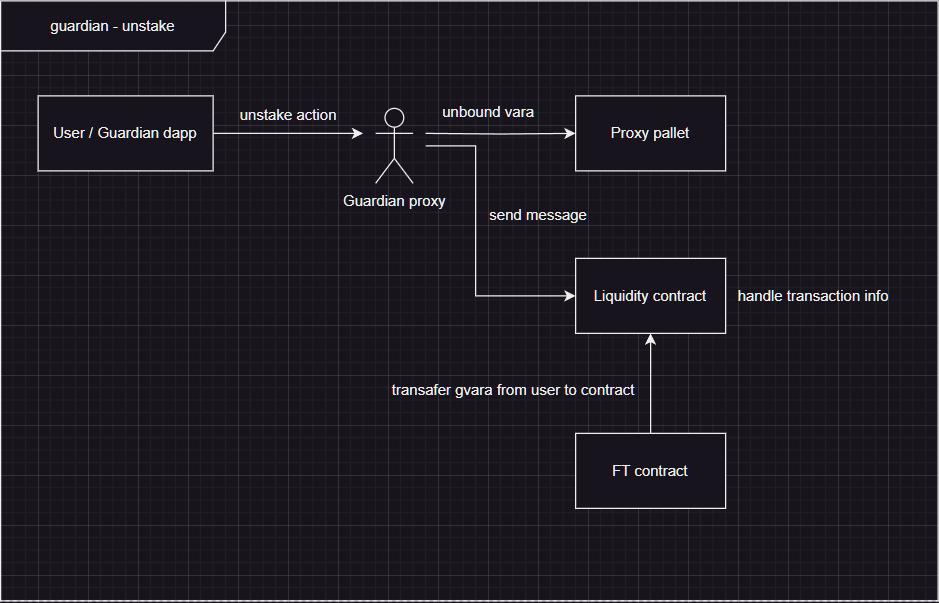 guardian - unstake
User / Guardian dapp
unstake action
Guardian proxy
unbound vara
Proxy pallet
send message
Liquidity contract
handle transaction info
transafer gvara from user to contract
FT contract